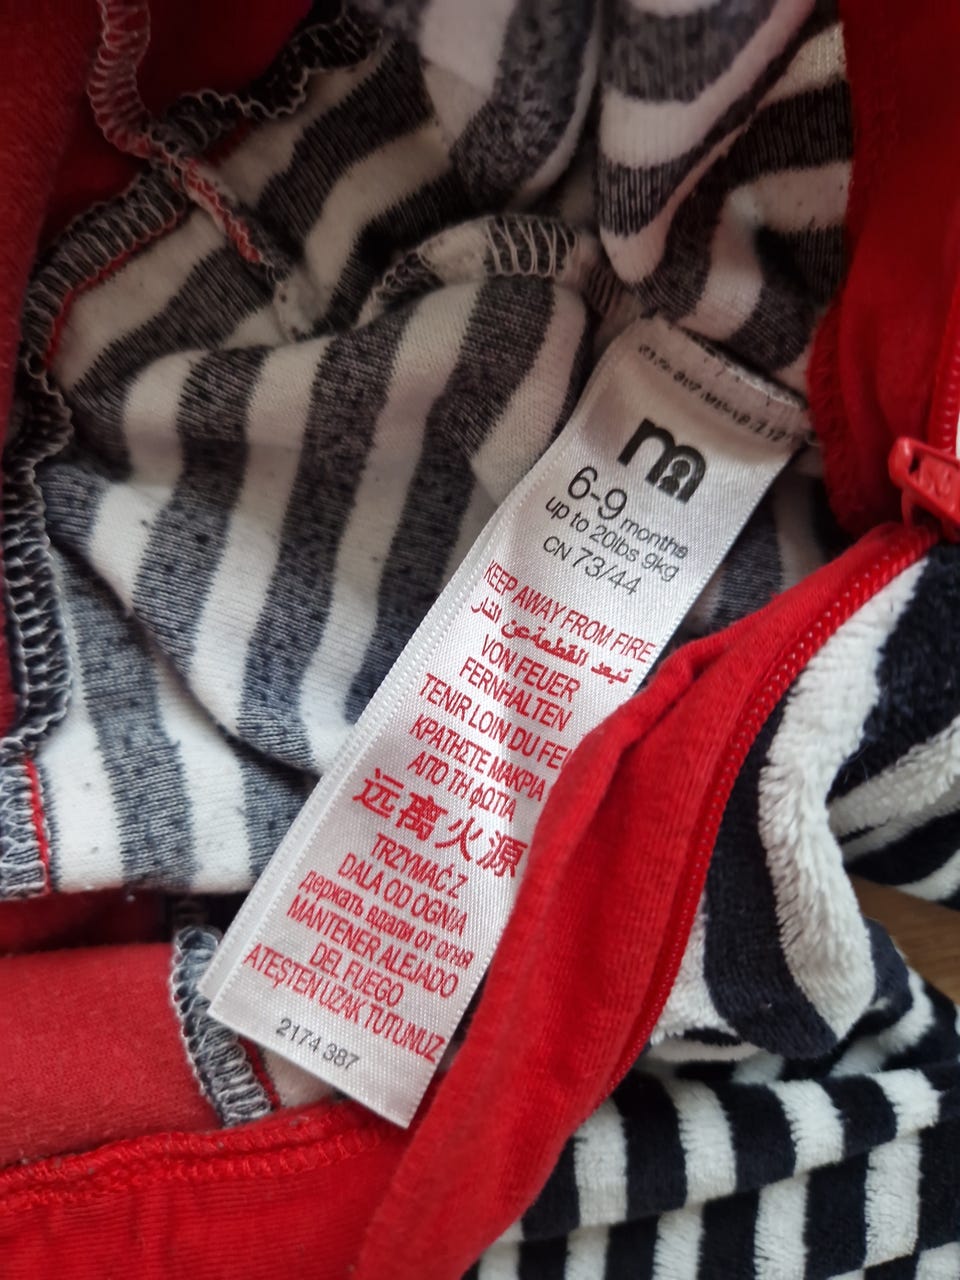 m
6-9 months
up to 20lbs 9kg
CN 73/44
KEEP AWAY FROM FIRE
تبعد القطعة عن النار
VON FEUER
FERNHALTEN
TENIR LOIN DU FE
ΚΡΑΤΗΣΤΕ ΜΑΚΡΙΑ
ΑΠΟ ΤΗ φΩΤΙΑ
远离火源
TRZYMAĆ Z
DALA OD OGNIA
держать вдали от огня
MANTENER ALEJADO
DEL FUEGO
ATEŞTEN UZAK TUTUNUZ
2174 387